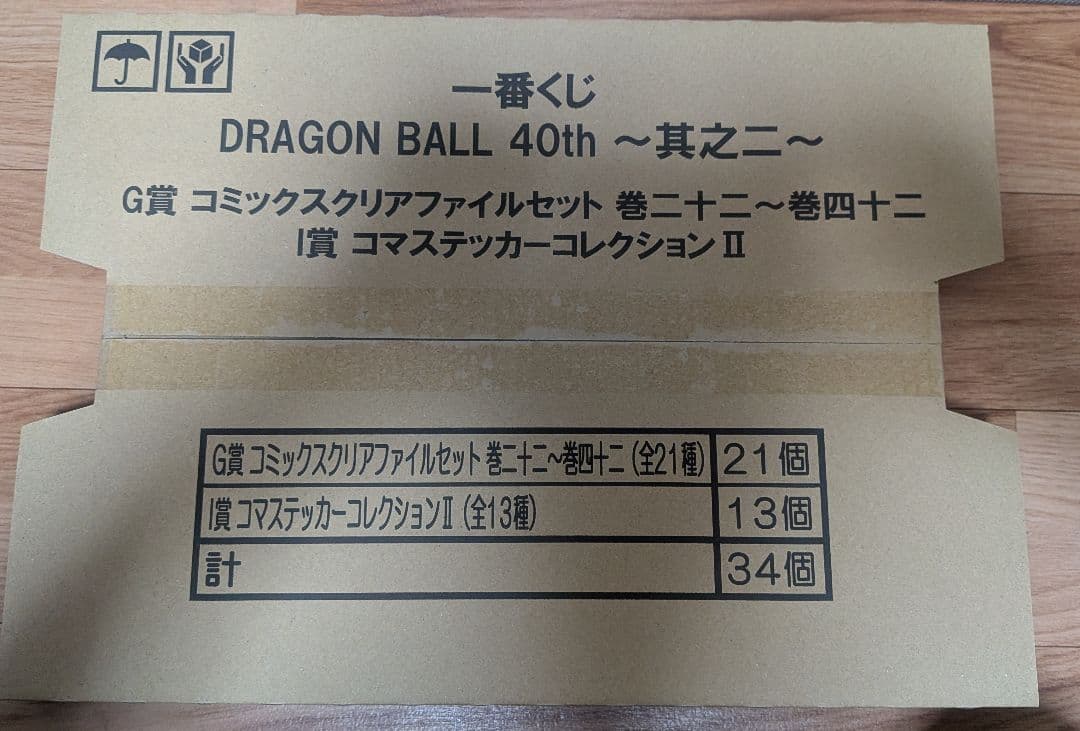 一番くじ
DRAGON BALL 40th ～其之二～
G賞 コミックスクリアファイルセット 巻二十二～巻四十二
I賞 コマステッカーコレクションⅡ
G賞 コミックスクリアファイルセット 巻二十二～巻四十二（全21種） 21個
I賞 コマステッカーコレクションⅡ（全13種） 13個
計 34個